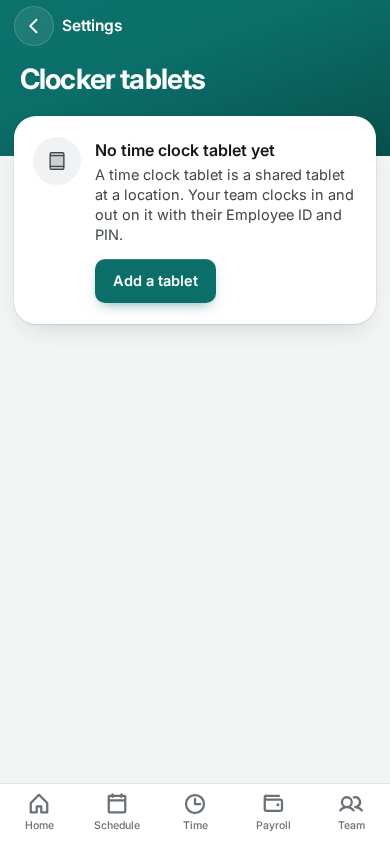 Settings
Clocker tablets
No time clock tablet yet
A time clock tablet is a shared tablet
at a location. Your team clocks in and
out on it with their Employee ID and
PIN.
Add a tablet
Home
Schedule
Time
Payroll
Team